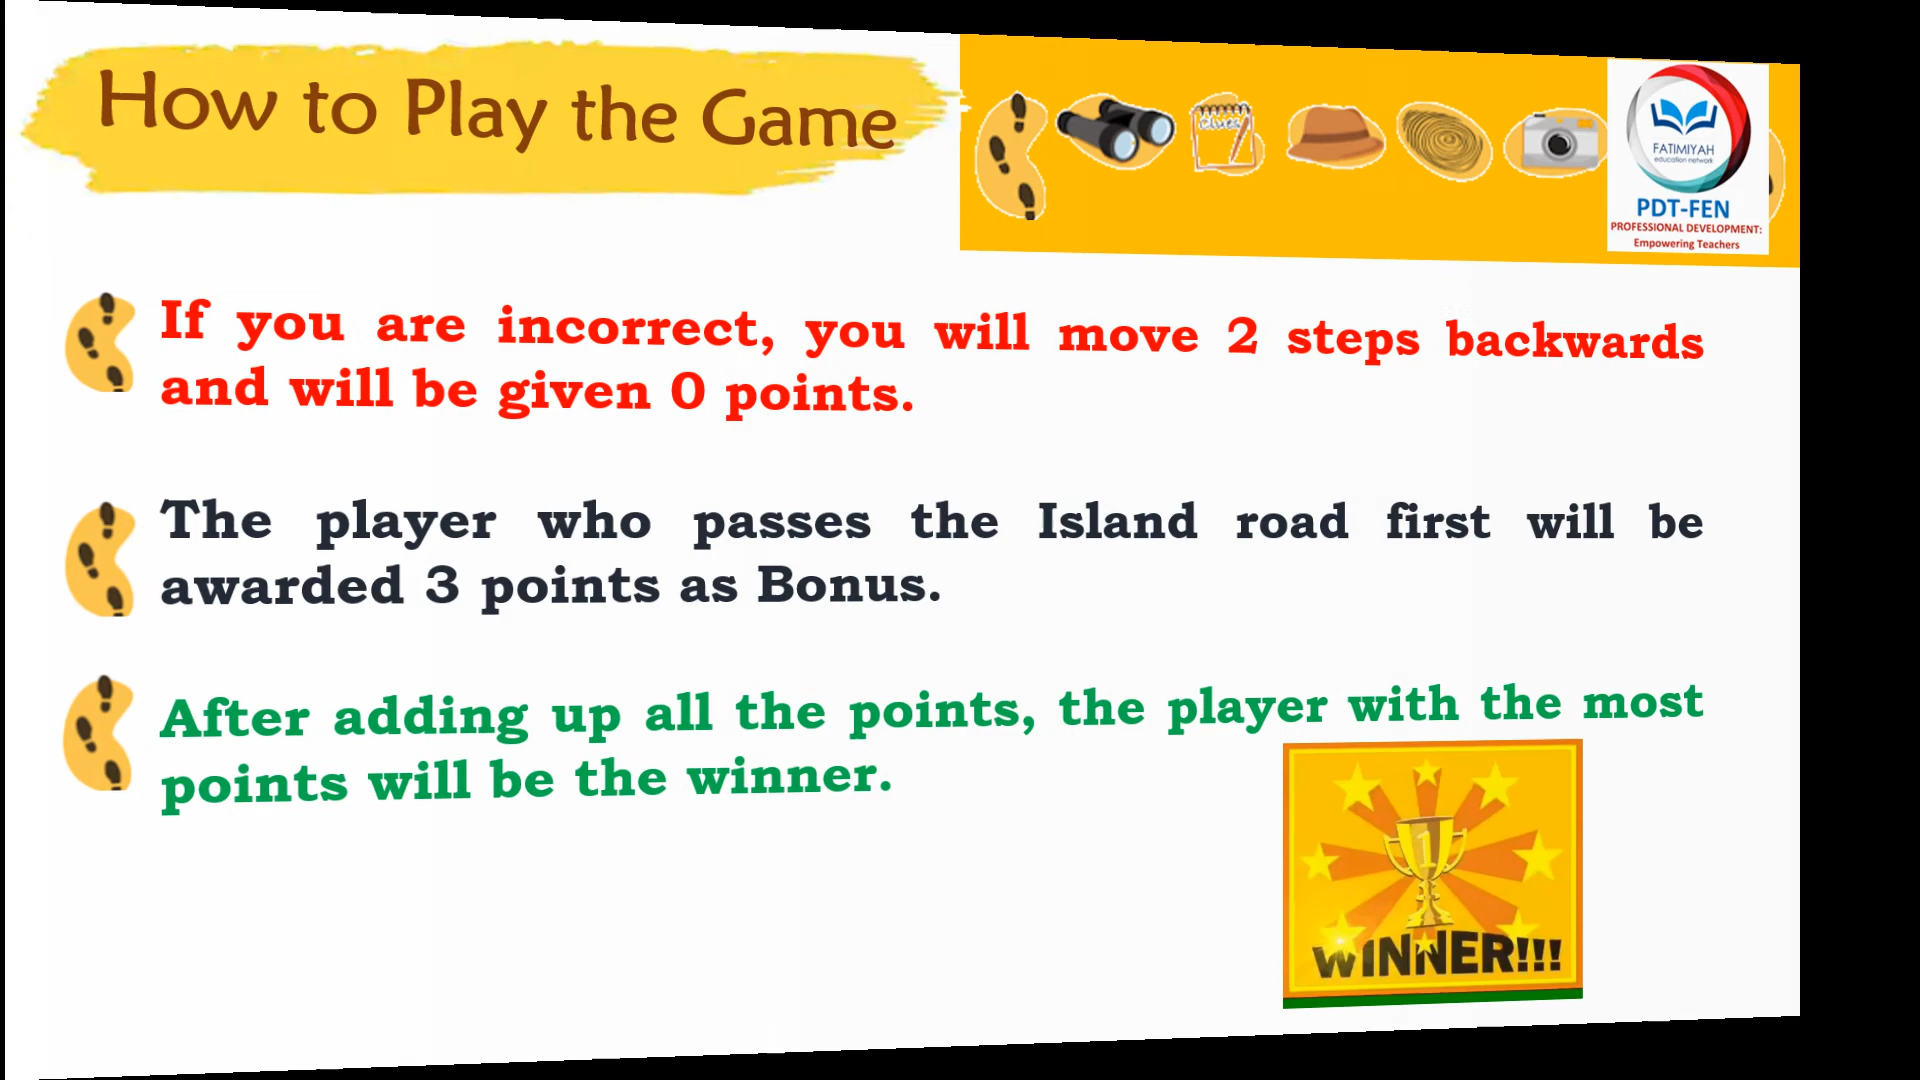 How to Play the Game
clues
FATIMIYAH
education network
PDT-FEN
PROFESSIONAL DEVELOPMENT:
Empowering Teachers
If you are incorrect, you will move 2 steps backwards
and will be given 0 points.
The player who passes the Island road first will be
awarded 3 points as Bonus.
After adding up all the points, the player with the most
points will be the winner.
1
WINNER!!!